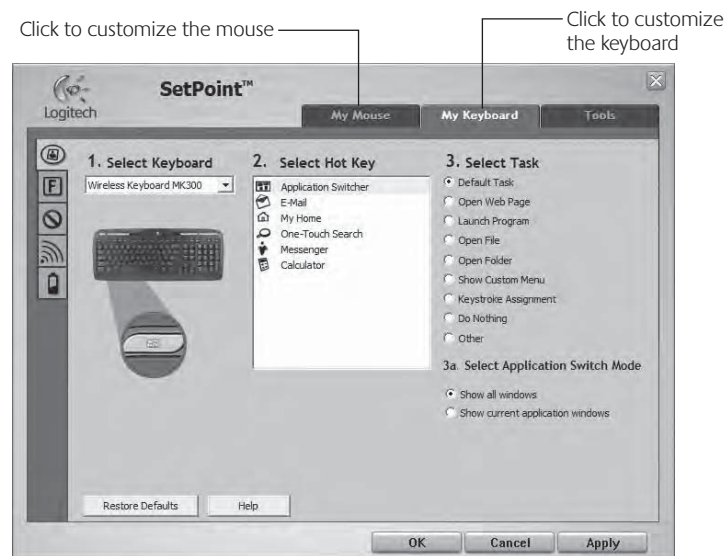 Click to customize the mouse
Click to customize
the keyboard
Logitech
SetPoint™
My Mouse
My Keyboard
Tools
1. Select Keyboard
Wireless Keyboard MK300
2. Select Hot Key
Application Switcher
E-Mail
My Home
One-Touch Search
Messenger
Calculator
3. Select Task
Default Task
Open Web Page
Launch Program
Open File
Open Folder
Show Custom Menu
Keystroke Assignment
Do Nothing
Other
3a. Select Application Switch Mode
Show all windows
Show current application windows
F
Restore Defaults
Help
OK
Cancel
Apply